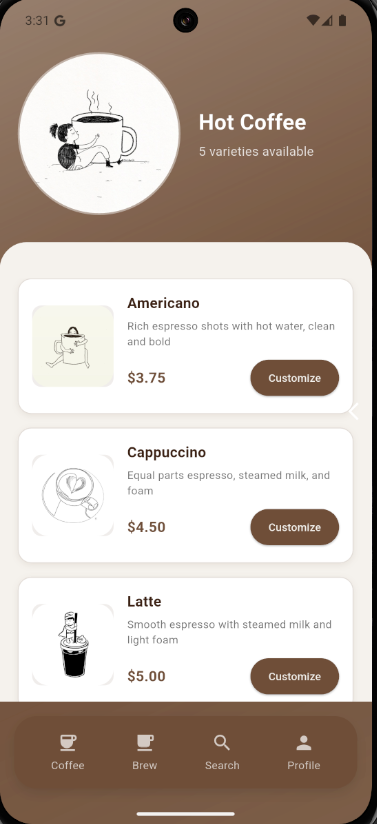 3:31 G
Hot Coffee
5 varieties available
Americano
Rich espresso shots with hot water, clean
and bold
$3.75 Customize
Cappuccino
Equal parts espresso, steamed milk, and
foam
$4.50 Customize
Latte
Smooth espresso with steamed milk and
light foam
$5.00 Customize
Coffee Brew Search Profile